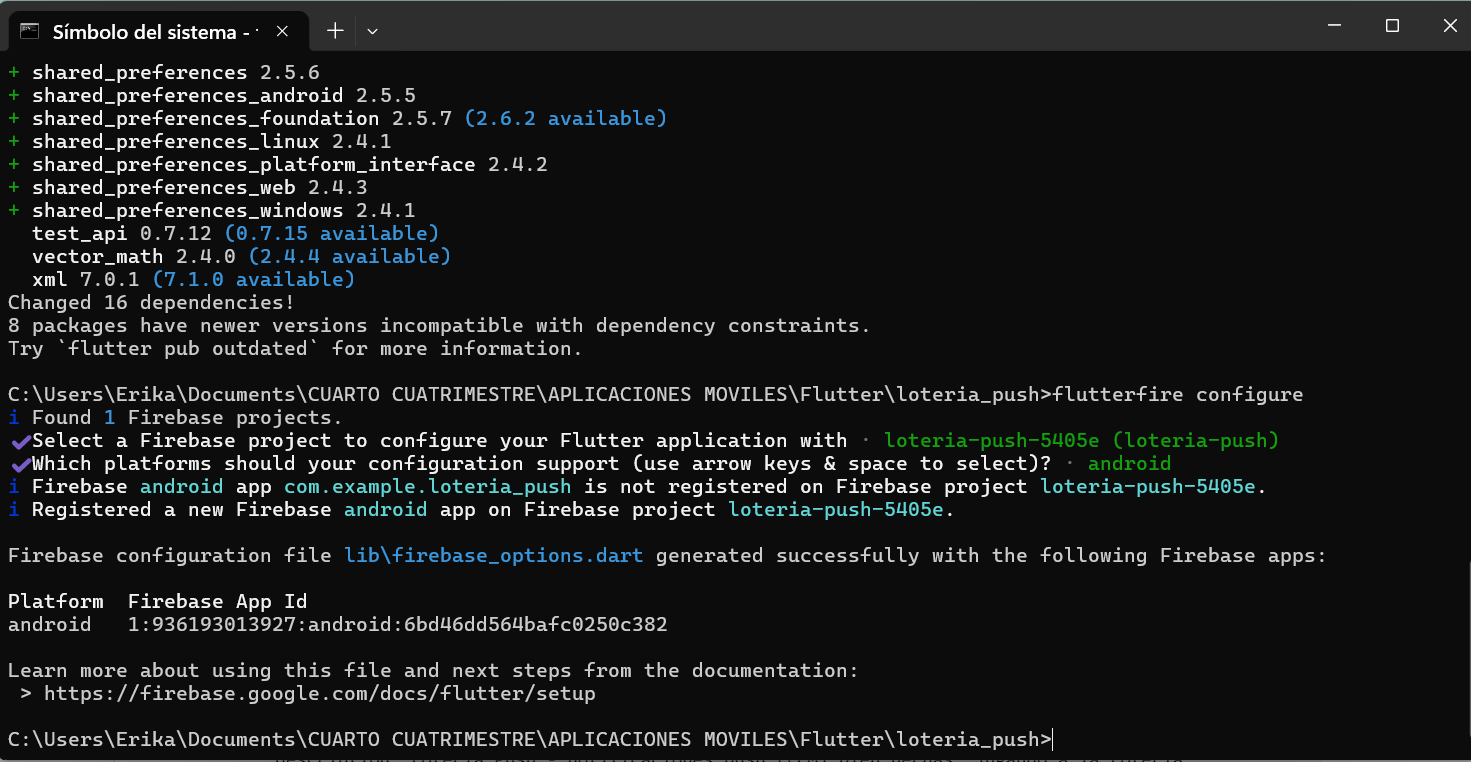 Símbolo del sistema -
+ shared_preferences 2.5.6
+ shared_preferences_android 2.5.5
+ shared_preferences_foundation 2.5.7 (2.6.2 available)
+ shared_preferences_linux 2.4.1
+ shared_preferences_platform_interface 2.4.2
+ shared_preferences_web 2.4.3
+ shared_preferences_windows 2.4.1
test_api 0.7.12 (0.7.15 available)
vector_math 2.4.0 (2.4.4 available)
xml 7.0.1 (7.1.0 available)
Changed 16 dependencies!
8 packages have newer versions incompatible with dependency constraints.
Try `flutter pub outdated` for more information.
C:\Users\Erika\Documents\CUARTO CUATRIMESTRE\APLICACIONES MOVILES\Flutter\loteria_push>flutterfire configure
i Found 1 Firebase projects.
✔Select a Firebase project to configure your Flutter application with · loteria-push-5405e (loteria-push)
✔Which platforms should your configuration support (use arrow keys & space to select)? · android
i Firebase android app com.example.loteria_push is not registered on Firebase project loteria-push-5405e.
i Registered a new Firebase android app on Firebase project loteria-push-5405e.
Firebase configuration file lib\firebase_options.dart generated successfully with the following Firebase apps:
Platform  Firebase App Id
android   1:936193013927:android:6bd46dd564bafc0250c382
Learn more about using this file and next steps from the documentation:
 > https://firebase.google.com/docs/flutter/setup
C:\Users\Erika\Documents\CUARTO CUATRIMESTRE\APLICACIONES MOVILES\Flutter\loteria_push>